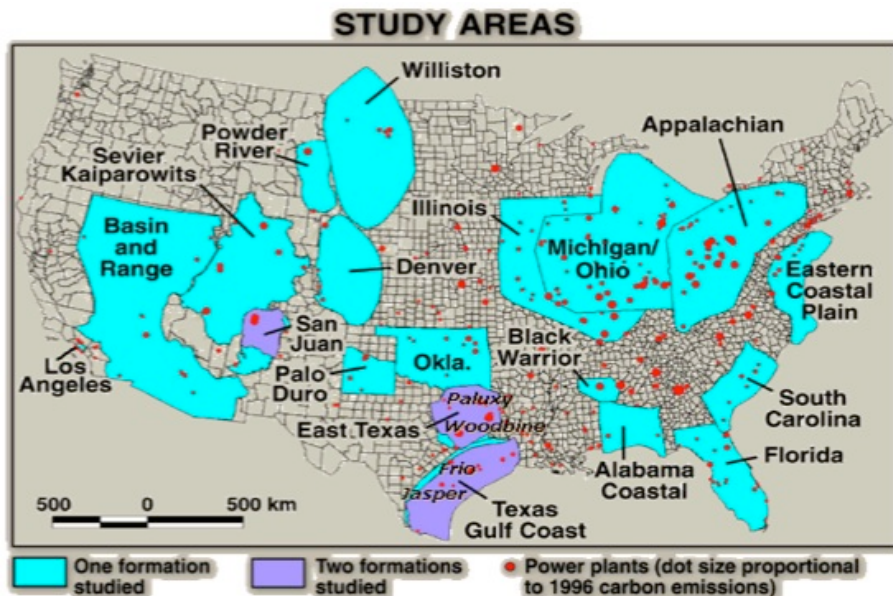 STUDY AREAS
Williston
Powder
River
Appalachian
Sevier
Kaiparowits
Illinois
Basin
and
Range
Michigan/
Ohio
Denver
Eastern
Coastal
Plain
San
Juan
Black
Warrior
Los
Angeles
Okla.
Palo
Duro
Paluxy
South
Carolina
East Texas
Woodbine
Florida
Alabama
Coastal
Frio
Jasper
Texas
Gulf Coast
500 0 500 km
One formation
studied
Two formations
studied
Power plants (dot size proportional
to 1996 carbon emissions)